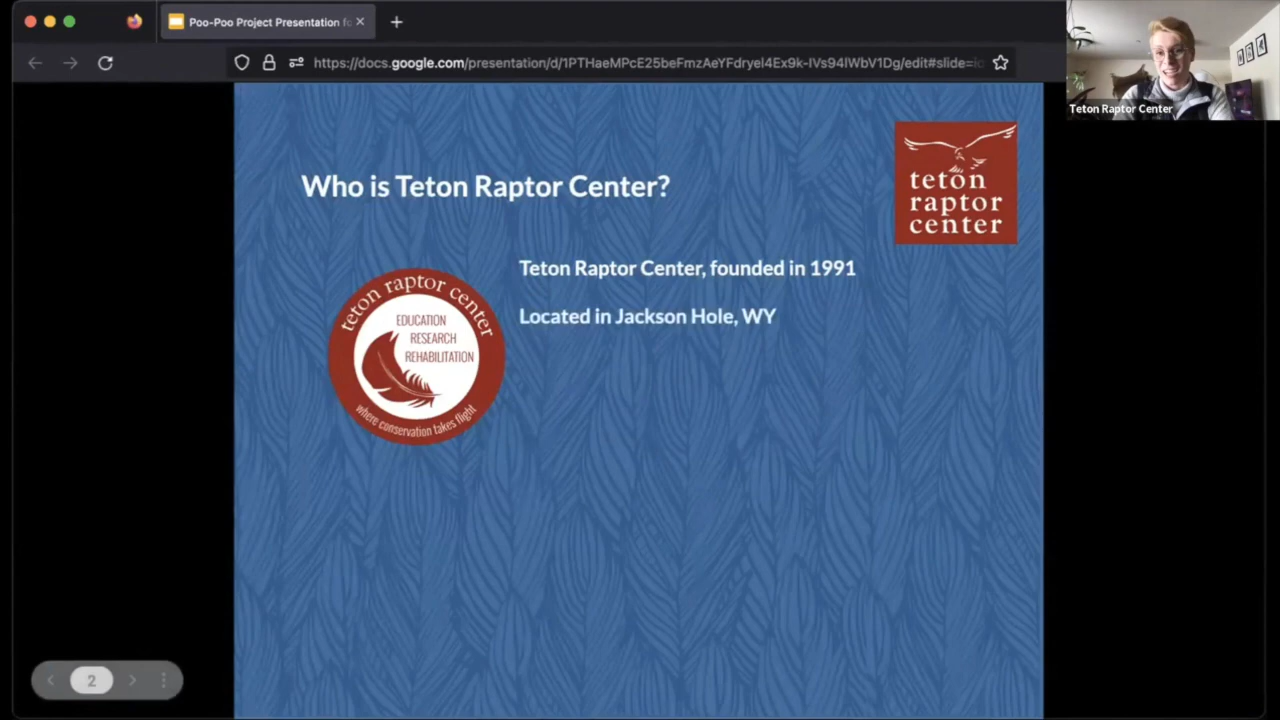 Poo-Poo Project Presentation fo
https://docs.google.com/presentation/d/1PTHaeMPcE25beFmzAeYFdryeI4Ex9k-IVs94IWbV1Dg/edit#slide=i
Teton Raptor Center
Who is Teton Raptor Center?
teton
raptor
center
Teton Raptor Center, founded in 1991
Located in Jackson Hole, WY
teton raptor center
EDUCATION
RESEARCH
REHABILITATION
where conservation takes flight
2